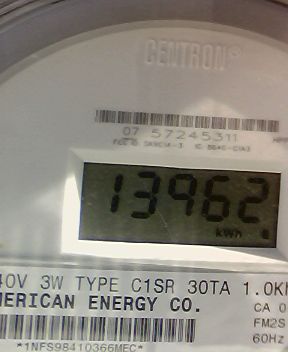 CENTRON®
07 57245311
13962
kWh
40V 3W TYPE C1SR 30TA 1.0K
MERICAN ENERGY CO.
CA 0
FM2S
60Hz
*1NFS98410366MEC*